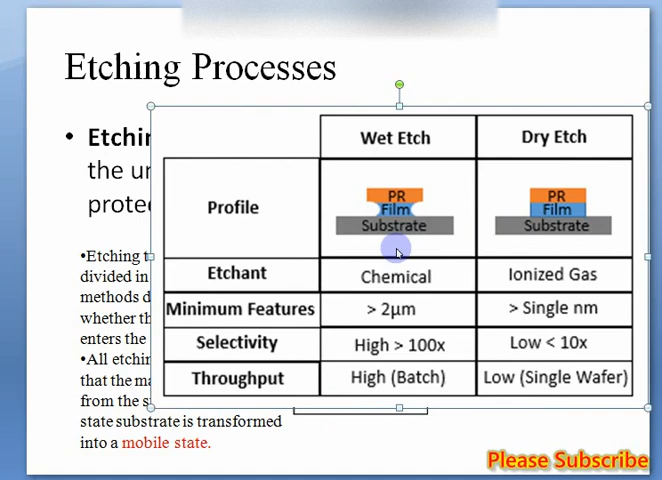 Etching Processes
• Etchin
the un
prote
•Etching t
divided in
methods d
whether th
enters the
•All etchin
that the ma
from the s
state substrate is transformed
into a mobile state.
Wet Etch Dry Etch
Profile
PR PR
Film Film
Substrate Substrate
Etchant Chemical Ionized Gas
Minimum Features > 2μm > Single nm
Selectivity High > 100x Low < 10x
Throughput High (Batch) Low (Single Wafer)
Please Subscribe